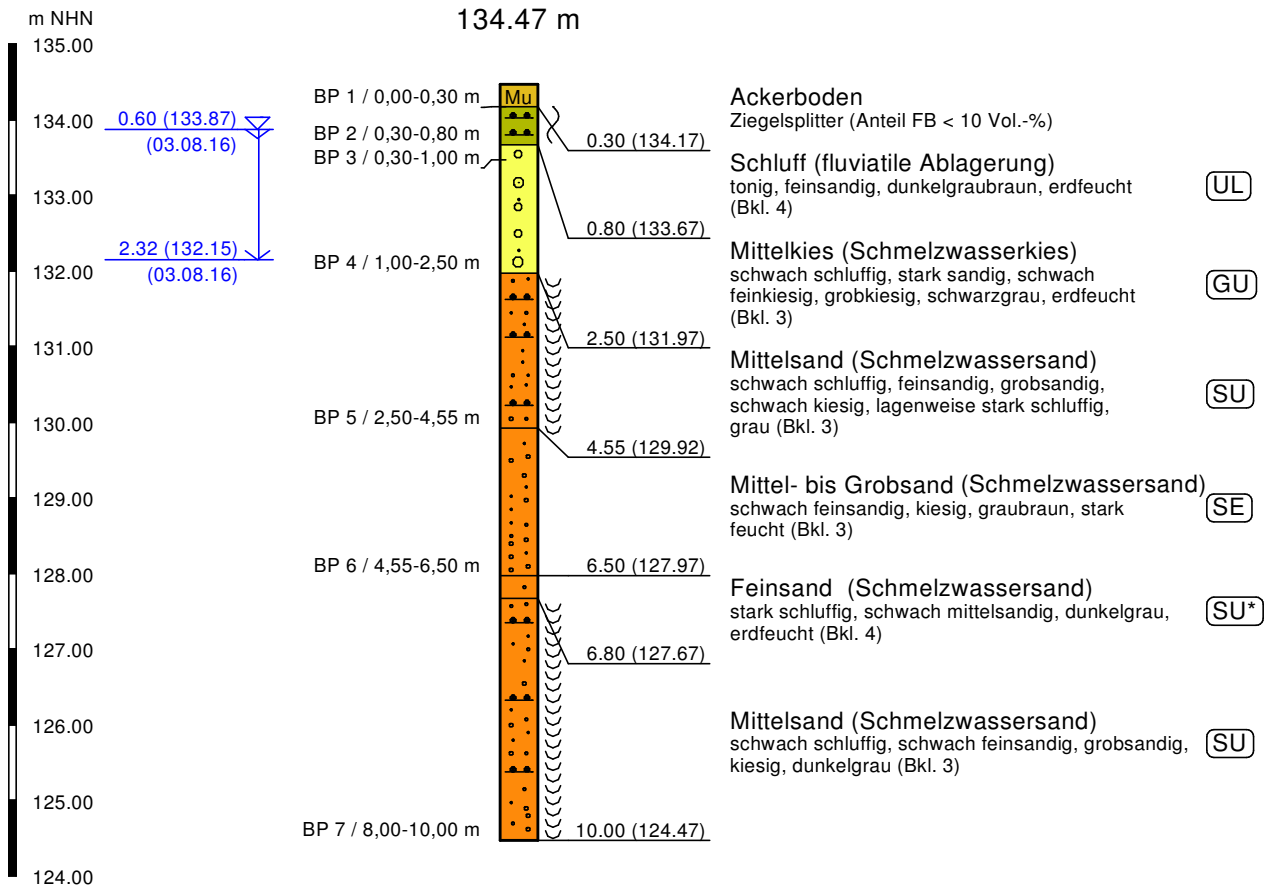 134.47 m
m NHN
135.00
134.00
133.00
132.00
131.00
130.00
129.00
128.00
127.00
126.00
125.00
124.00
0.60 (133.87)
(03.08.16)
2.32 (132.15)
(03.08.16)
BP 1 / 0,00-0,30 m
BP 2 / 0,30-0,80 m
BP 3 / 0,30-1,00 m
BP 4 / 1,00-2,50 m
BP 5 / 2,50-4,55 m
BP 6 / 4,55-6,50 m
BP 7 / 8,00-10,00 m
Mu
0.30 (134.17)
0.80 (133.67)
2.50 (131.97)
4.55 (129.92)
6.50 (127.97)
6.80 (127.67)
10.00 (124.47)
Ackerboden
Ziegelsplitter (Anteil FB < 10 Vol.-%)
Schluff (fluviatile Ablagerung)
tonig, feinsandig, dunkelgraubraun, erdfeucht
(Bkl. 4)
UL
Mittelkies (Schmelzwasserkies)
schwach schluffig, stark sandig, schwach
feinkiesig, grobkiesig, schwarzgrau, erdfeucht
(Bkl. 3)
GU
Mittelsand (Schmelzwassersand)
schwach schluffig, feinsandig, grobsandig,
schwach kiesig, lagenweise stark schluffig,
grau (Bkl. 3)
SU
Mittel- bis Grobsand (Schmelzwassersand)
schwach feinsandig, kiesig, graubraun, stark
feucht (Bkl. 3)
SE
Feinsand (Schmelzwassersand)
stark schluffig, schwach mittelsandig, dunkelgrau,
erdfeucht (Bkl. 4)
SU*
Mittelsand (Schmelzwassersand)
schwach schluffig, schwach feinsandig, grobsandig,
kiesig, dunkelgrau (Bkl. 3)
SU